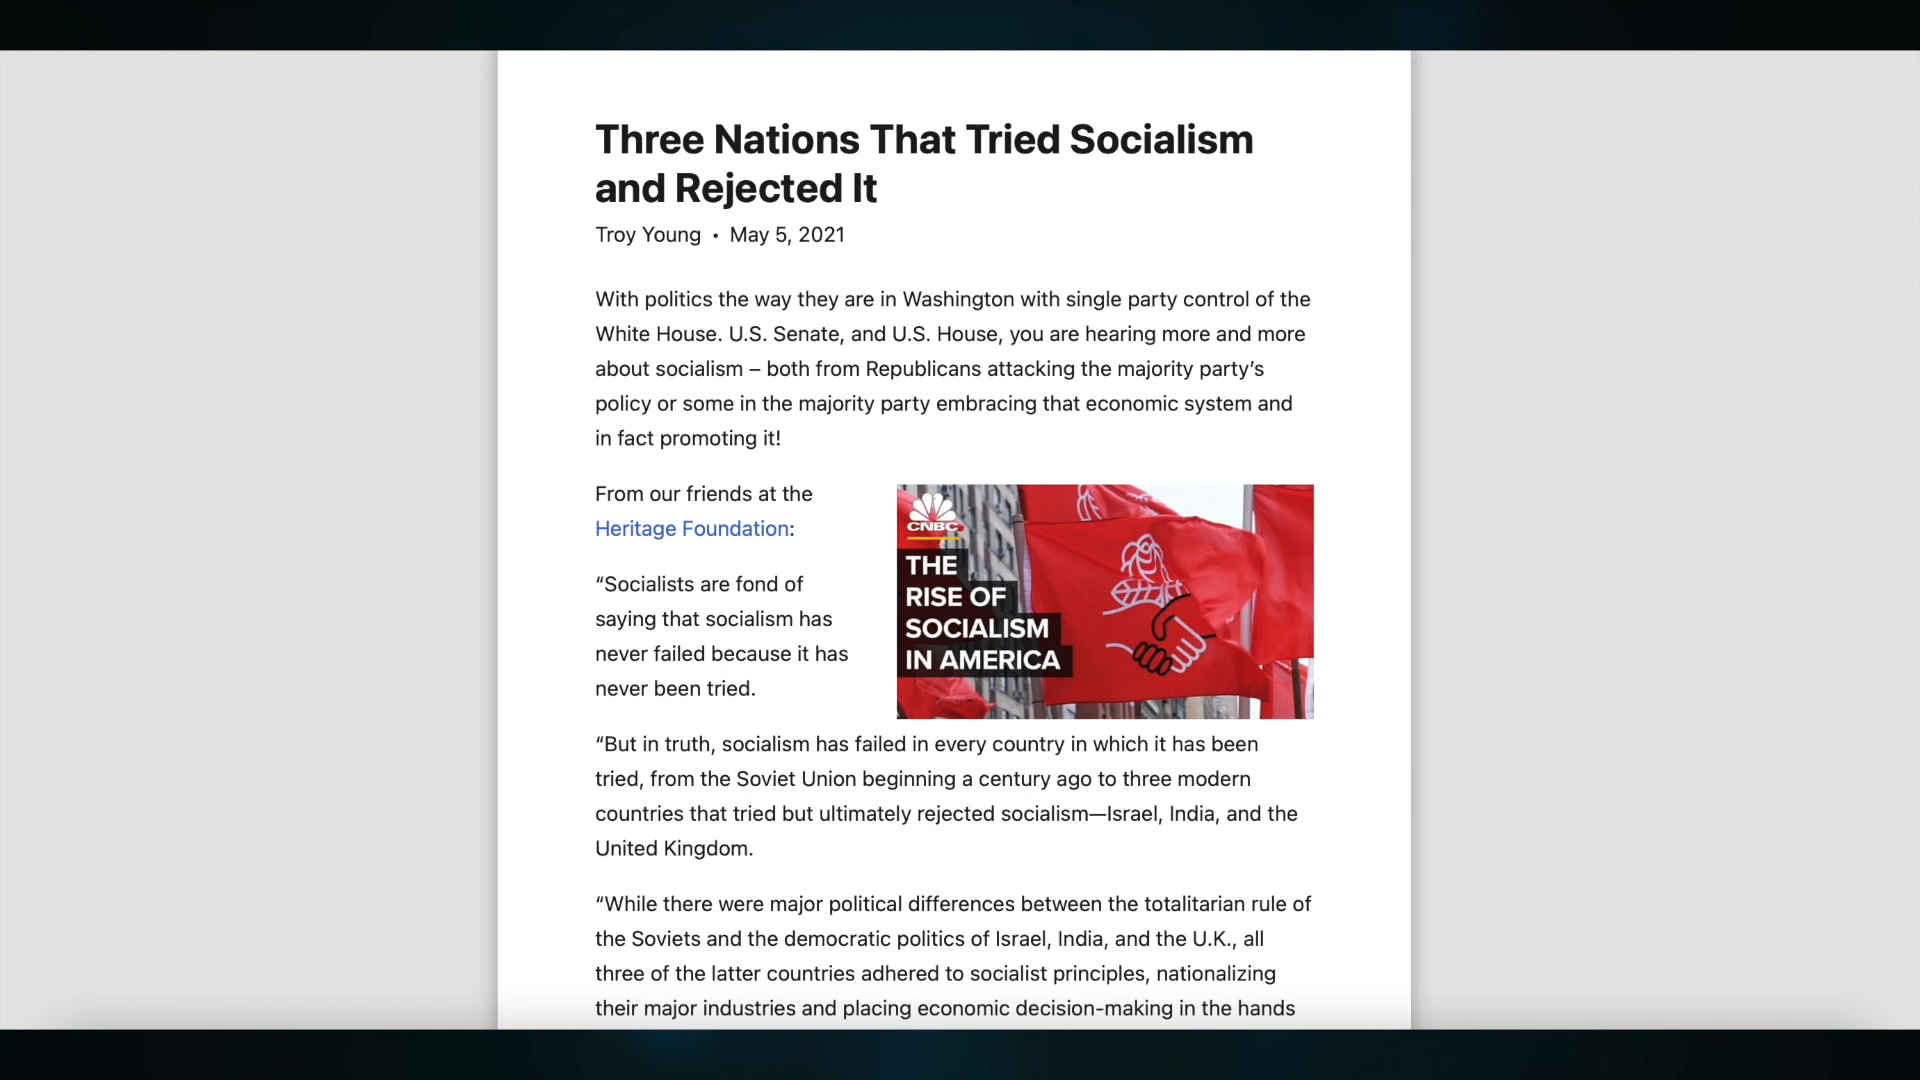 Three Nations That Tried Socialism
and Rejected It
Troy Young • May 5, 2021
With politics the way they are in Washington with single party control of the
White House. U.S. Senate, and U.S. House, you are hearing more and more
about socialism – both from Republicans attacking the majority party’s
policy or some in the majority party embracing that economic system and
in fact promoting it!
From our friends at the
Heritage Foundation:
“Socialists are fond of
saying that socialism has
never failed because it has
never been tried.
CNBC
THE
RISE OF
SOCIALISM
IN AMERICA
“But in truth, socialism has failed in every country in which it has been
tried, from the Soviet Union beginning a century ago to three modern
countries that tried but ultimately rejected socialism—Israel, India, and the
United Kingdom.
“While there were major political differences between the totalitarian rule of
the Soviets and the democratic politics of Israel, India, and the U.K., all
three of the latter countries adhered to socialist principles, nationalizing
their major industries and placing economic decision-making in the hands